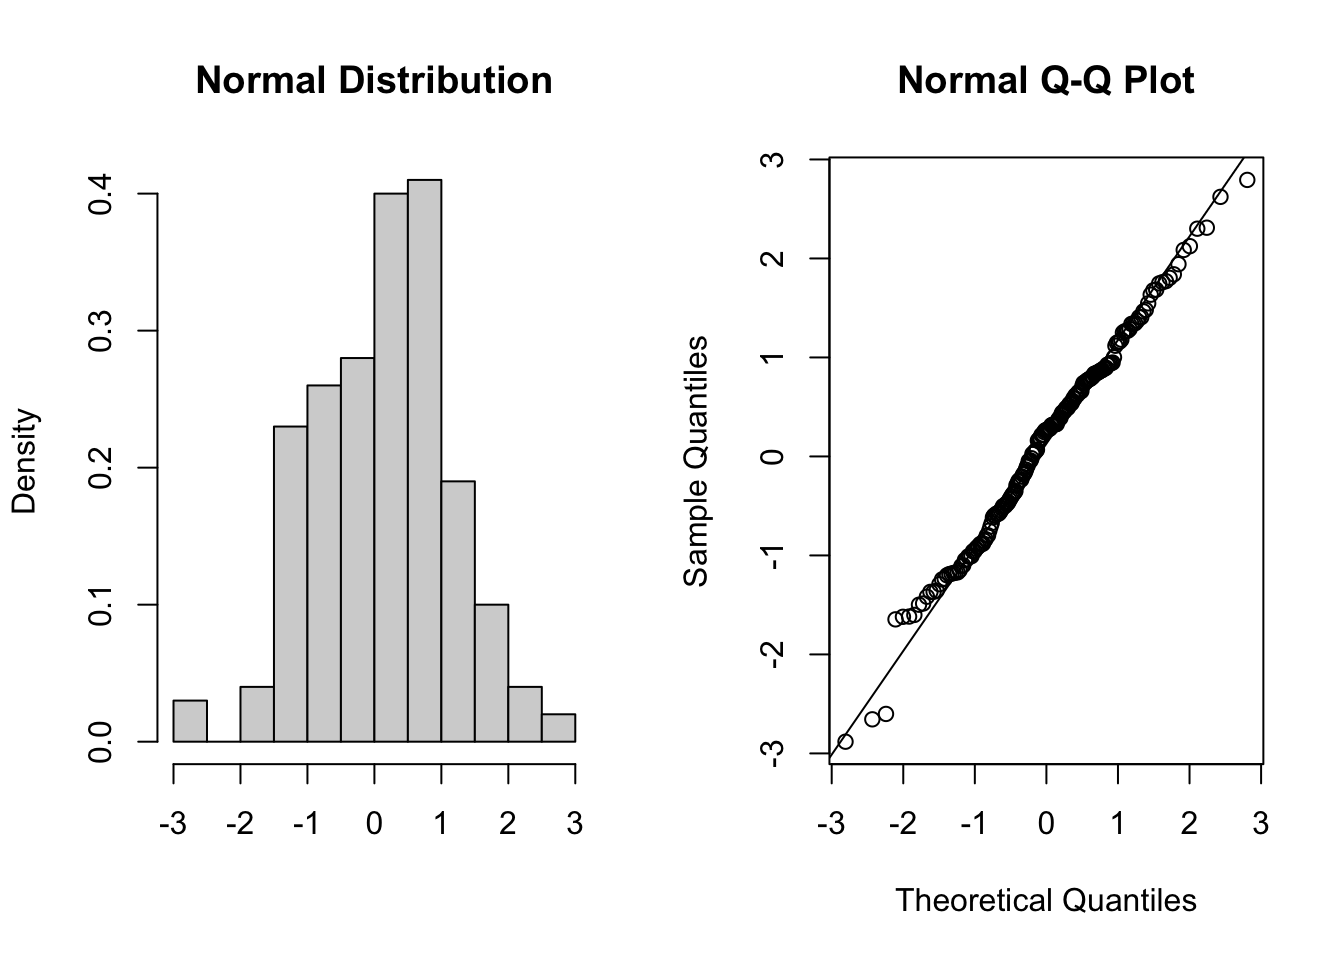 Normal Distribution
Density
0.0 0.1 0.2 0.3 0.4
-3 -2 -1 0 1 2 3
Normal Q-Q Plot
Sample Quantiles
-3 -2 -1 0 1 2 3
-3 -2 -1 0 1 2 3
Theoretical Quantiles